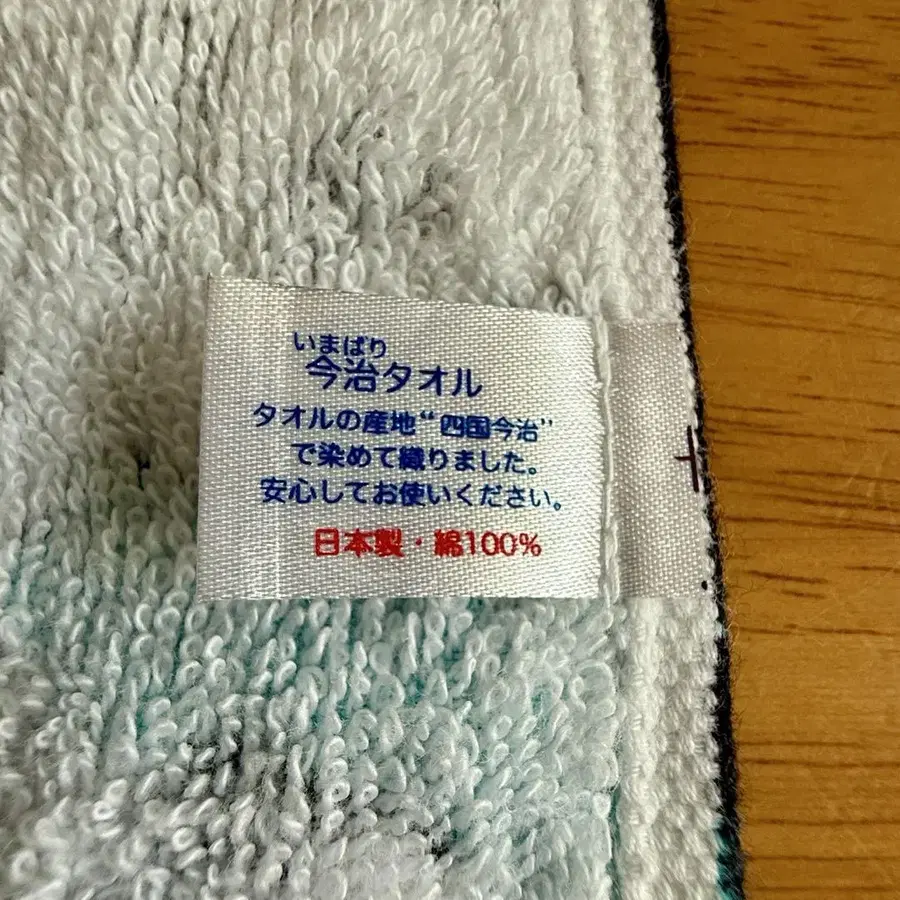 いまばり
今治タオル
タオルの産地“四国今治”
で染めて織りました。
安心してお使いください。
日本製・綿100%